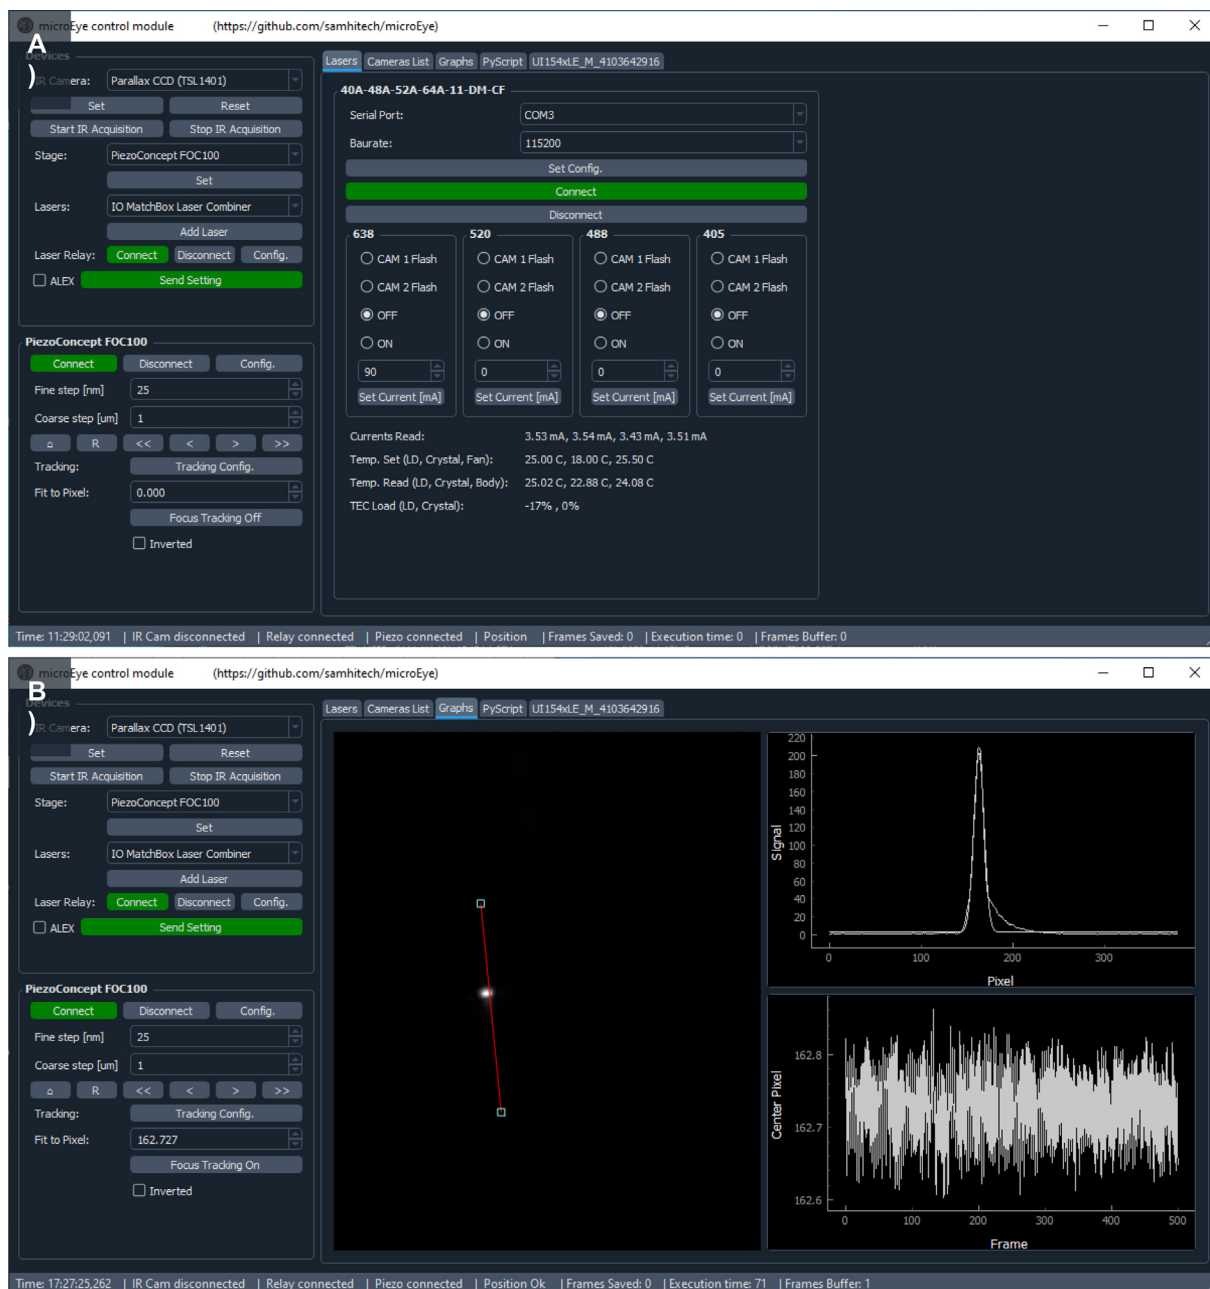 microEye control module (https://github.com/samhitech/microEye)
A)
Devices
IR Camera: Parallax CCD (TSL1401)
Set Reset
Start IR Acquisition Stop IR Acquisition
Stage: PiezoConcept FOC100
Set
Lasers: IO MatchBox Laser Combiner
Add Laser
Laser Relay: Connect Disconnect Config.
ALEX Send Setting
PiezoConcept FOC100
Connect Disconnect Config.
Fine step [nm] 25
Coarse step [um] 1
⌂ R << < > >>
Tracking: Tracking Config.
Fit to Pixel: 0.000
Focus Tracking Off
Inverted
Lasers Cameras List Graphs PyScript UI154xLE_M_4103642916
40A-48A-52A-64A-11-DM-CF
Serial Port: COM3
Baurate: 115200
Set Config.
Connect
Disconnect
638 520 488 405
CAM 1 Flash CAM 1 Flash CAM 1 Flash CAM 1 Flash
CAM 2 Flash CAM 2 Flash CAM 2 Flash CAM 2 Flash
OFF OFF OFF OFF
ON ON ON ON
90 0 0 0
Set Current [mA] Set Current [mA] Set Current [mA] Set Current [mA]
Currents Read: 3.53 mA, 3.54 mA, 3.43 mA, 3.51 mA
Temp. Set (LD, Crystal, Fan): 25.00 C, 18.00 C, 25.50 C
Temp. Read (LD, Crystal, Body): 25.02 C, 22.88 C, 24.08 C
TEC Load (LD, Crystal): -17% , 0%
Time: 11:29:02,091 | IR Cam disconnected | Relay connected | Piezo connected | Position | Frames Saved: 0 | Execution time: 0 | Frames Buffer: 0
microEye control module (https://github.com/samhitech/microEye)
B)
Devices
IR Camera: Parallax CCD (TSL1401)
Set Reset
Start IR Acquisition Stop IR Acquisition
Stage: PiezoConcept FOC100
Set
Lasers: IO MatchBox Laser Combiner
Add Laser
Laser Relay: Connect Disconnect Config.
ALEX Send Setting
PiezoConcept FOC100
Connect Disconnect Config.
Fine step [nm] 25
Coarse step [um] 1
⌂ R << < > >>
Tracking: Tracking Config.
Fit to Pixel: 162.727
Focus Tracking On
Inverted
Lasers Cameras List Graphs PyScript UI154xLE_M_4103642916
220
200
180
160
140
120
100
80
60
40
20
0
Signal
0 100 200 300
Pixel
162.8
162.7
162.6
Center Pixel
0 100 200 300 400 500
Frame
Time: 17:27:25,262 | IR Cam disconnected | Relay connected | Piezo connected | Position Ok | Frames Saved: 0 | Execution time: 71 | Frames Buffer: 1